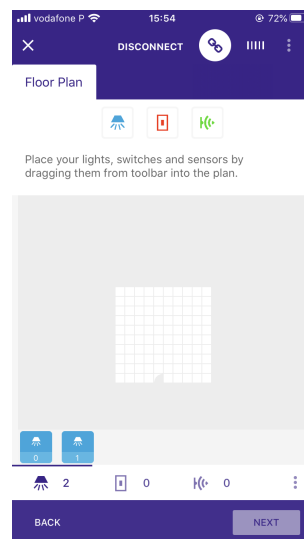 vodafone P 15:54 72%
DISCONNECT
Floor Plan
Place your lights, switches and sensors by
dragging them from toolbar into the plan.
0 1
2 0 0
BACK NEXT